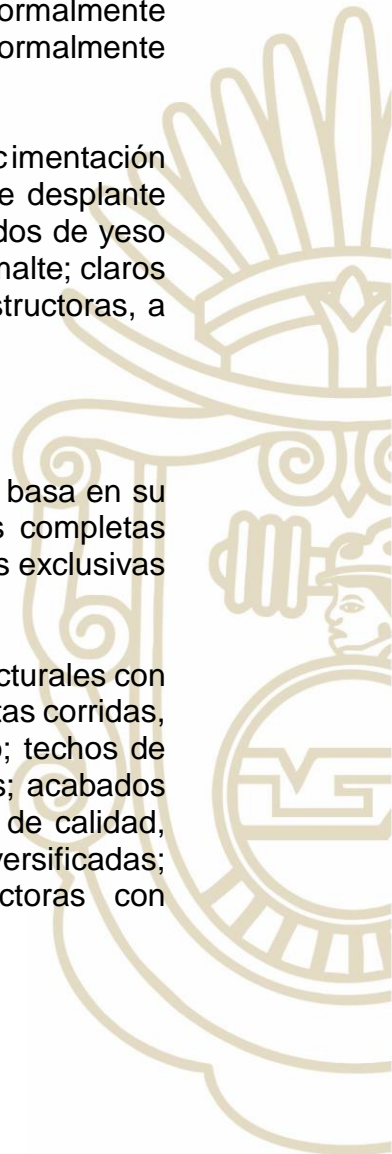 ormalmente
ormalmente
cimentación
e desplante
dos de yeso
malte; claros
structoras, a
basa en su
s completas
s exclusivas
cturales con
tas corridas,
o; techos de
s; acabados
de calidad,
versificadas;
ctoras con